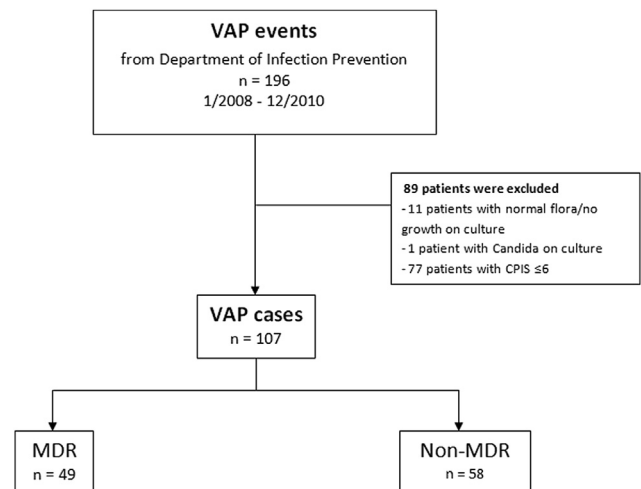 VAP events
from Department of Infection Prevention
n = 196
1/2008 - 12/2010
89 patients were excluded
- 11 patients with normal flora/no
growth on culture
- 1 patient with Candida on culture
- 77 patients with CPIS ≤6
VAP cases
n = 107
MDR
n = 49
Non-MDR
n = 58